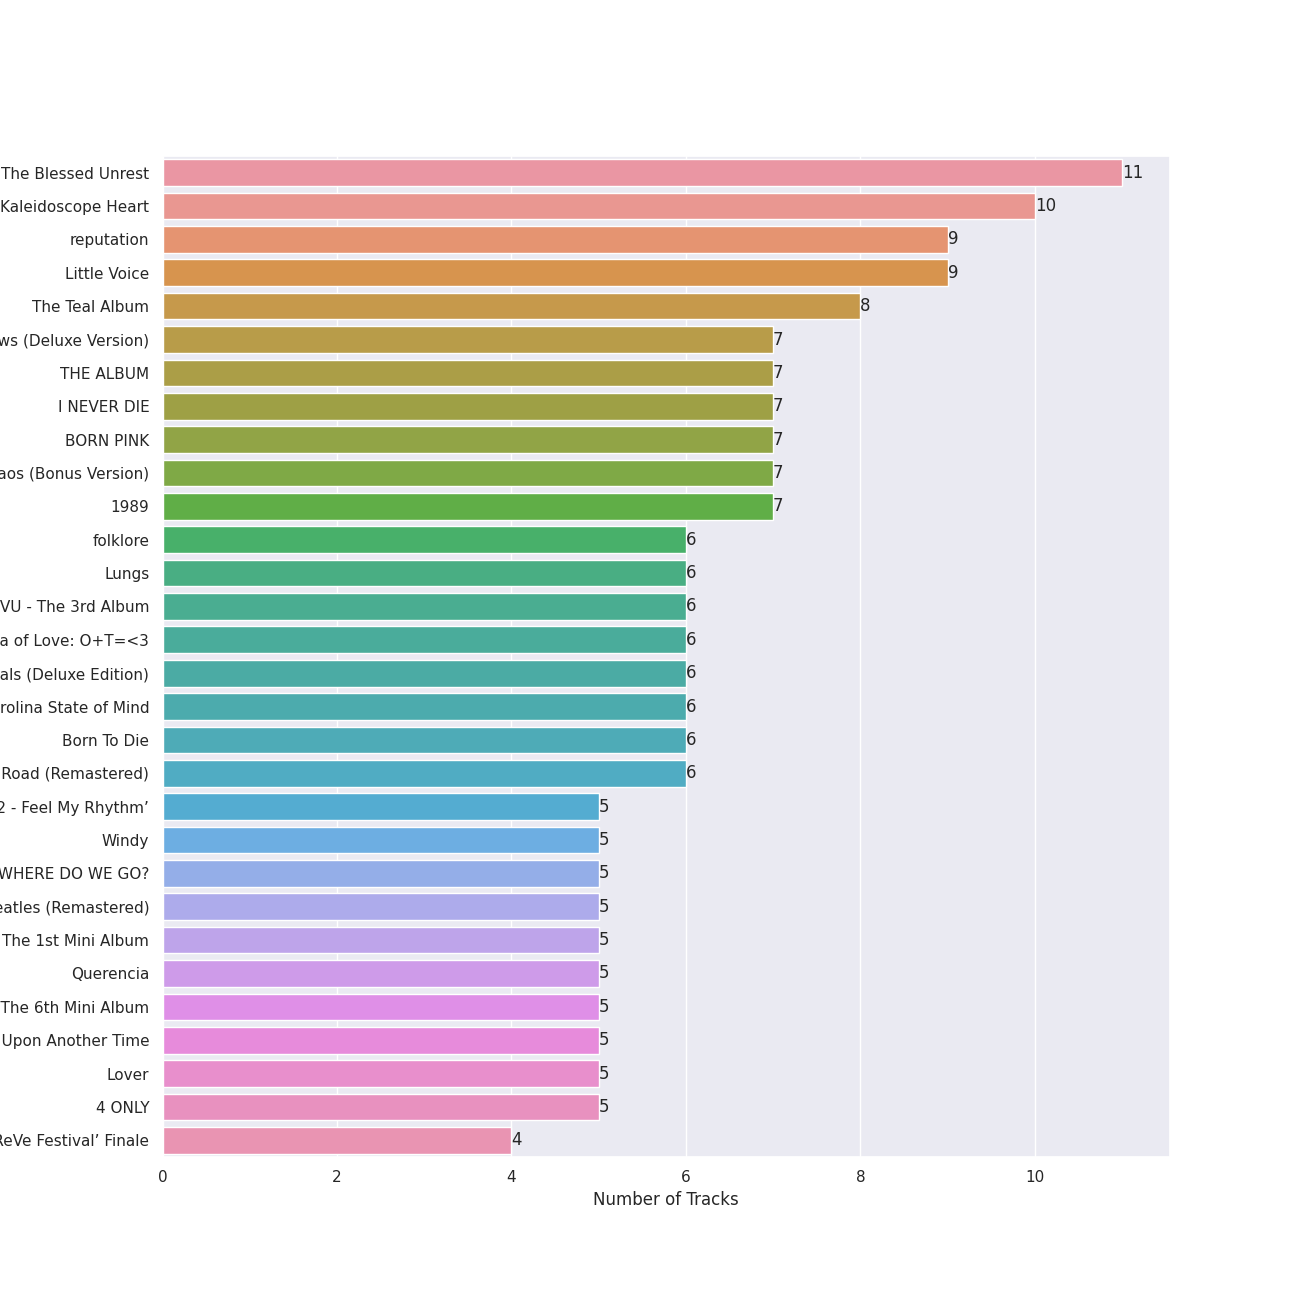 The Blessed Unrest 11
Kaleidoscope Heart 10
reputation 9
Little Voice 9
The Teal Album 8
(Deluxe Version) 7
THE ALBUM 7
I NEVER DIE 7
BORN PINK 7
(Bonus Version) 7
1989 7
folklore 6
Lungs 6
VU - The 3rd Album 6
a of Love: O+T=<3 6
(Deluxe Edition) 6
State of Mind 6
Born To Die 6
Road (Remastered) 6
2 - Feel My Rhythm’ 5
Windy 5
WHERE DO WE GO? 5
(Remastered) 5
The 1st Mini Album 5
Querencia 5
The 6th Mini Album 5
Upon Another Time 5
Lover 5
4 ONLY 5
ReVe Festival’ Finale 4
0 2 4 6 8 10
Number of Tracks